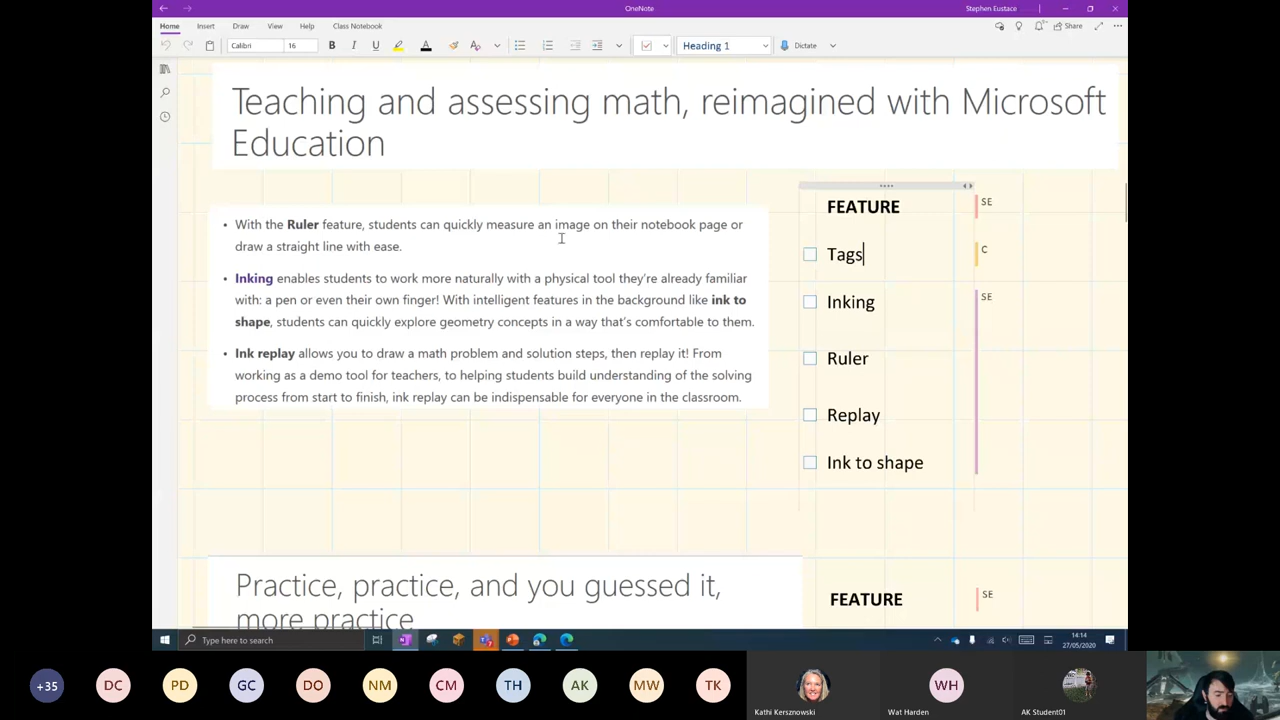 OneNote
Stephen Eustace
Home Insert Draw View Help Class Notebook
Share
Calibri 16 B I U A Heading 1 Dictate
Teaching and assessing math, reimagined with Microsoft
Education
• With the Ruler feature, students can quickly measure an image on their notebook page or
draw a straight line with ease.
• Inking enables students to work more naturally with a physical tool they're already familiar
with: a pen or even their own finger! With intelligent features in the background like ink to
shape, students can quickly explore geometry concepts in a way that's comfortable to them.
• Ink replay allows you to draw a math problem and solution steps, then replay it! From
working as a demo tool for teachers, to helping students build understanding of the solving
process from start to finish, ink replay can be indispensable for everyone in the classroom.
FEATURE SE
Tags C
Inking SE
Ruler
Replay
Ink to shape
Practice, practice, and you guessed it,
more practice
FEATURE SE
Type here to search
14:14
27/05/2020
+35 DC PD GC DO NM CM TH AK MW TK
WH
Kathi Kersznowski Wat Harden AK Student01